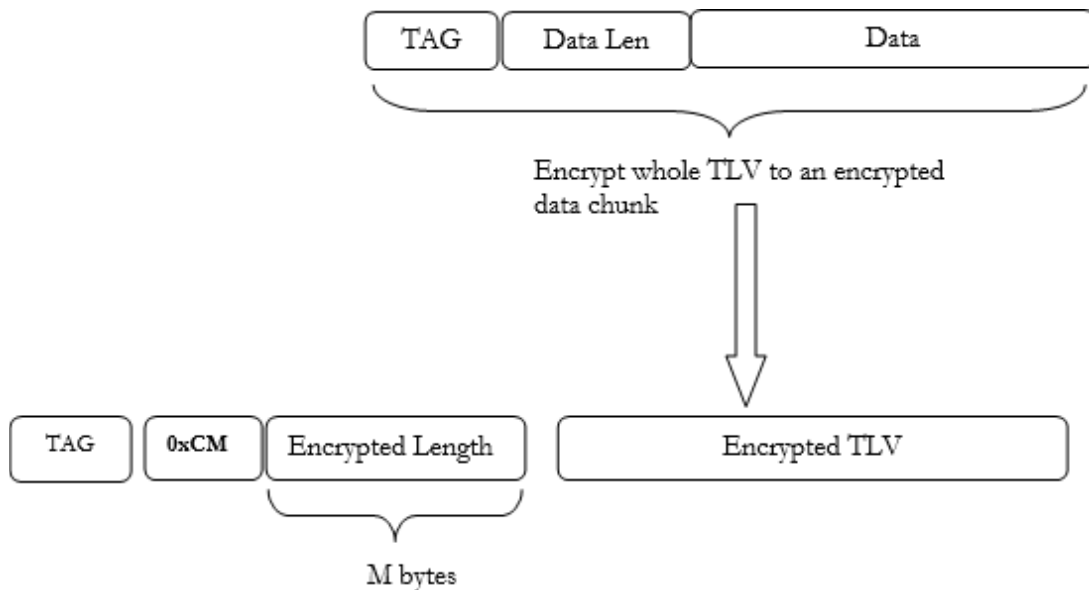 TAG
Data Len
Data
Encrypt whole TLV to an encrypted
data chunk
TAG
0xCM
Encrypted Length
Encrypted TLV
M bytes